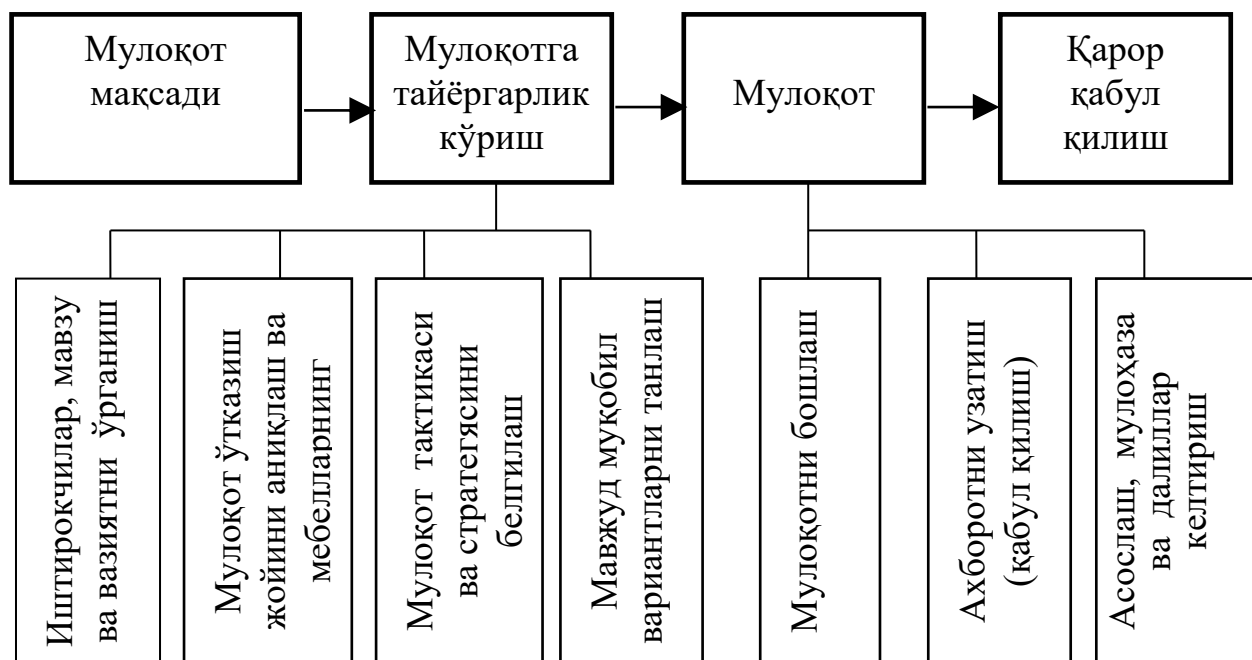 Мулоқот
мақсади
Мулоқотга
тайёргарлик
кўриш
Мулоқот
Қарор
қабул
қилиш
Иштирокчилар, мавзу
ва вазиятни ўрганиш
Мулоқот ўтказиш
жойини аниқлаш ва
мебелларнинг
Мулоқот тактикаси
ва стратегясини
белгилаш
Мавжуд муқобил
вариантларни танлаш
Мулоқотни бошлаш
Ахборотни узатиш
(қабул қилиш)
Асослаш, мулоҳаза
ва далиллар
келтириш